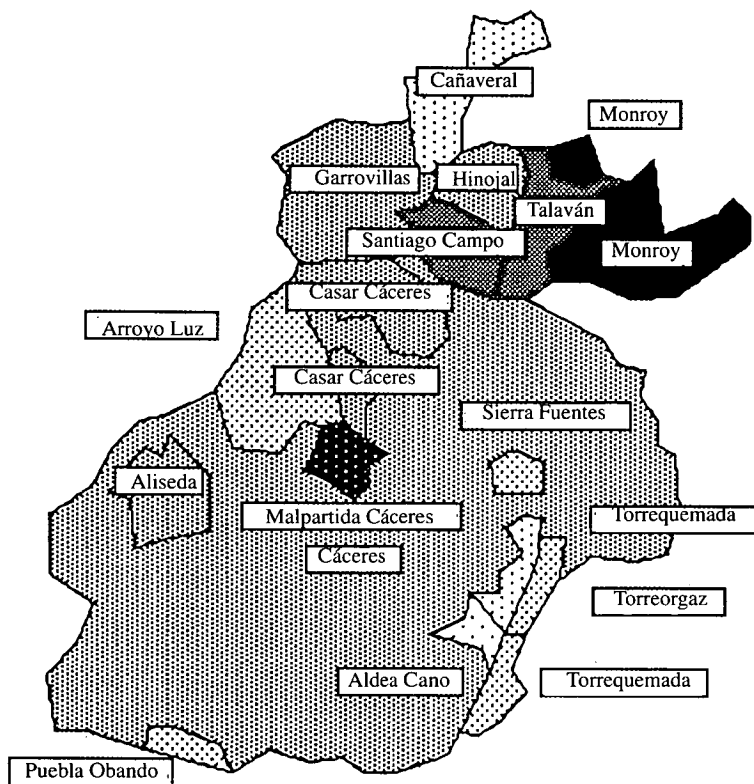 Cañaveral
Monroy
Garrovillas
Hinojal
Talaván
Santiago Campo
Monroy
Casar Cáceres
Arroyo Luz
Casar Cáceres
Sierra Fuentes
Aliseda
Malpartida Cáceres
Torrequemada
Cáceres
Torreorgaz
Aldea Cano
Torrequemada
Puebla Obando